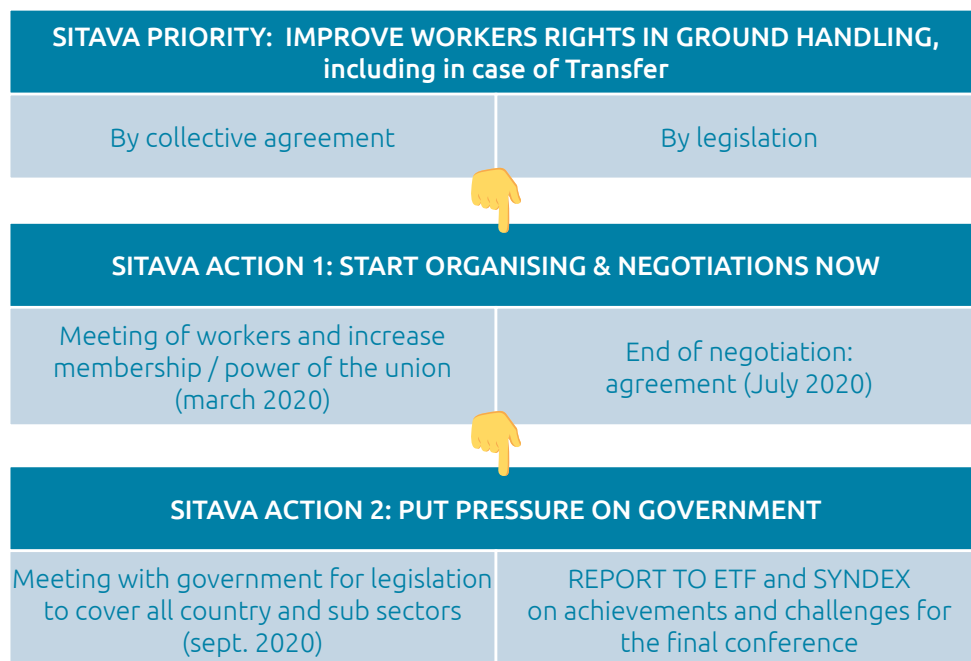 SITAVA PRIORITY:  IMPROVE WORKERS RIGHTS IN GROUND HANDLING,
including in case of Transfer
By collective agreement
By legislation
SITAVA ACTION 1: START ORGANISING & NEGOTIATIONS NOW
Meeting of workers and increase
membership / power of the union
(march 2020)
End of negotiation:
agreement (July 2020)
SITAVA ACTION 2: PUT PRESSURE ON GOVERNMENT
Meeting with government for legislation
to cover all country and sub sectors
(sept. 2020)
REPORT TO ETF and SYNDEX
on achievements and challenges for
the final conference